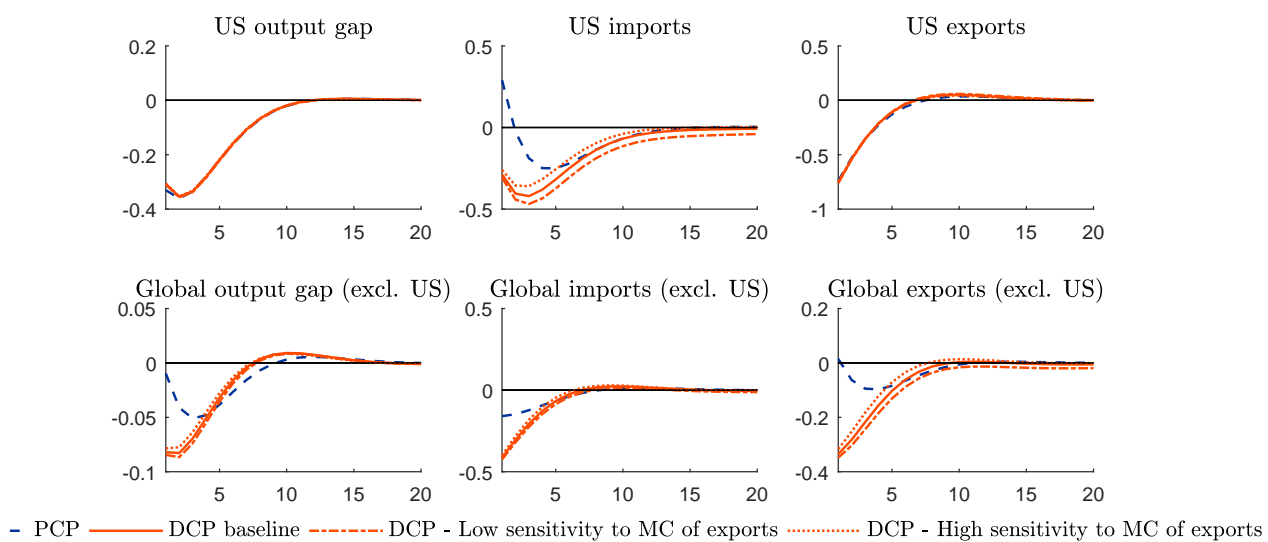 US output gap US imports US exports
0.2 0.5 0.5
0 0 0
-0.2 -0.5
-0.4 -0.5 -1
5 10 15 20 5 10 15 20 5 10 15 20
Global output gap (excl. US) Global imports (excl. US) Global exports (excl. US)
0.05 0.5 0.2
0 0 0
-0.05 -0.2
-0.1 -0.5 -0.4
5 10 15 20 5 10 15 20 5 10 15 20
PCP DCP baseline DCP - Low sensitivity to MC of exports DCP - High sensitivity to MC of exports